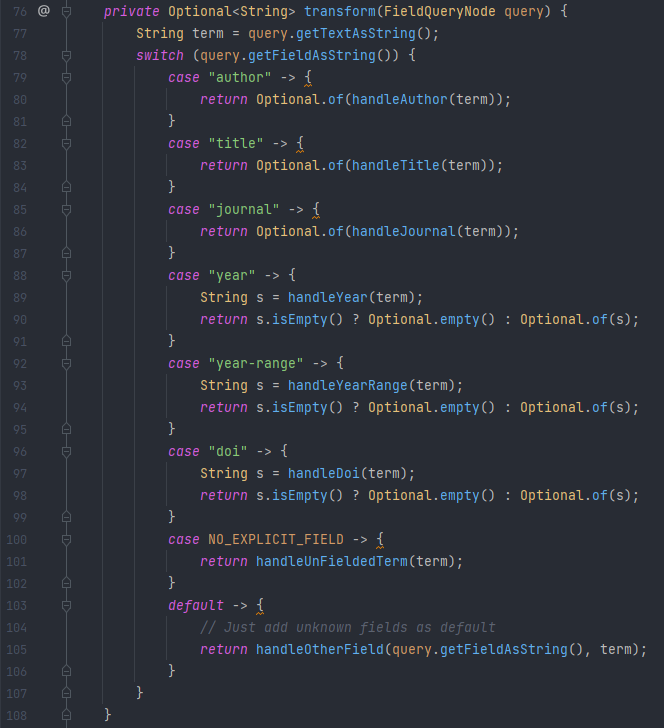 76 @ private Optional<String> transform(FieldQueryNode query) {
77 String term = query.getTextAsString();
78 switch (query.getFieldAsString()) {
79 case "author" -> {
80 return Optional.of(handleAuthor(term));
81 }
82 case "title" -> {
83 return Optional.of(handleTitle(term));
84 }
85 case "journal" -> {
86 return Optional.of(handleJournal(term));
87 }
88 case "year" -> {
89 String s = handleYear(term);
90 return s.isEmpty() ? Optional.empty() : Optional.of(s);
91 }
92 case "year-range" -> {
93 String s = handleYearRange(term);
94 return s.isEmpty() ? Optional.empty() : Optional.of(s);
95 }
96 case "doi" -> {
97 String s = handleDoi(term);
98 return s.isEmpty() ? Optional.empty() : Optional.of(s);
99 }
100 case NO_EXPLICIT_FIELD -> {
101 return handleUnFieldedTerm(term);
102 }
103 default -> {
104 // Just add unknown fields as default
105 return handleOtherField(query.getFieldAsString(), term);
106 }
107 }
108 }